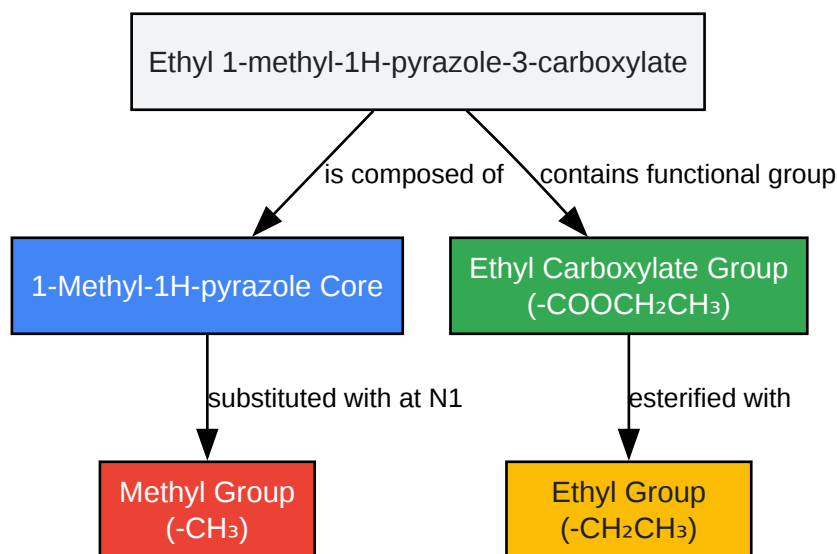 Ethyl 1-methyl-1H-pyrazole-3-carboxylate
is composed of
contains functional group
1-Methyl-1H-pyrazole Core
Ethyl Carboxylate Group
(-COOCH₂CH₃)
substituted with at N1
esterified with
Methyl Group
(-CH₃)
Ethyl Group
(-CH₂CH₃)